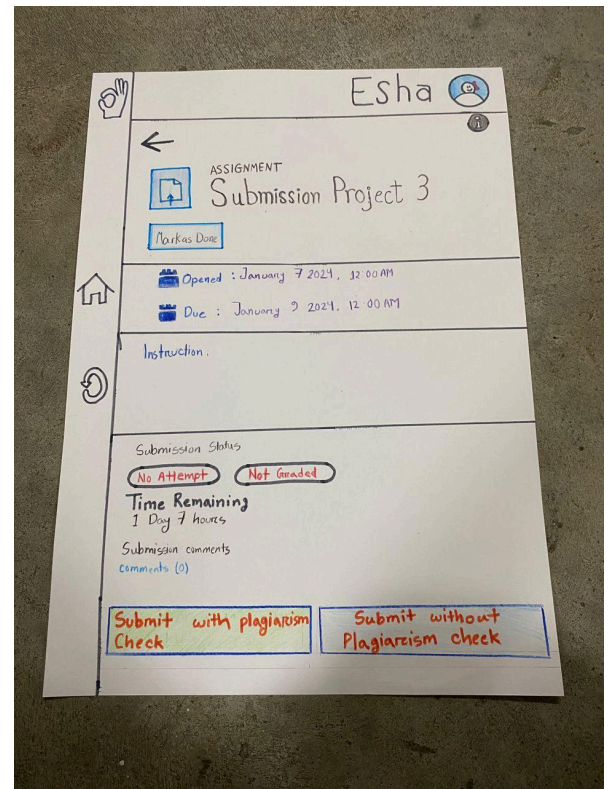 Esha
i
ASSIGNMENT
Submission Project 3
Mark as Done
Opened : January 7 2024, 12:00 AM
Due : January 9 2024, 12:00 AM
Instruction.
Submission Status
No Attempt Not Graded
Time Remaining
1 Day 7 hours
Submission comments
comments (0)
Submit with plagiarism
Check
Submit without
Plagiarism check